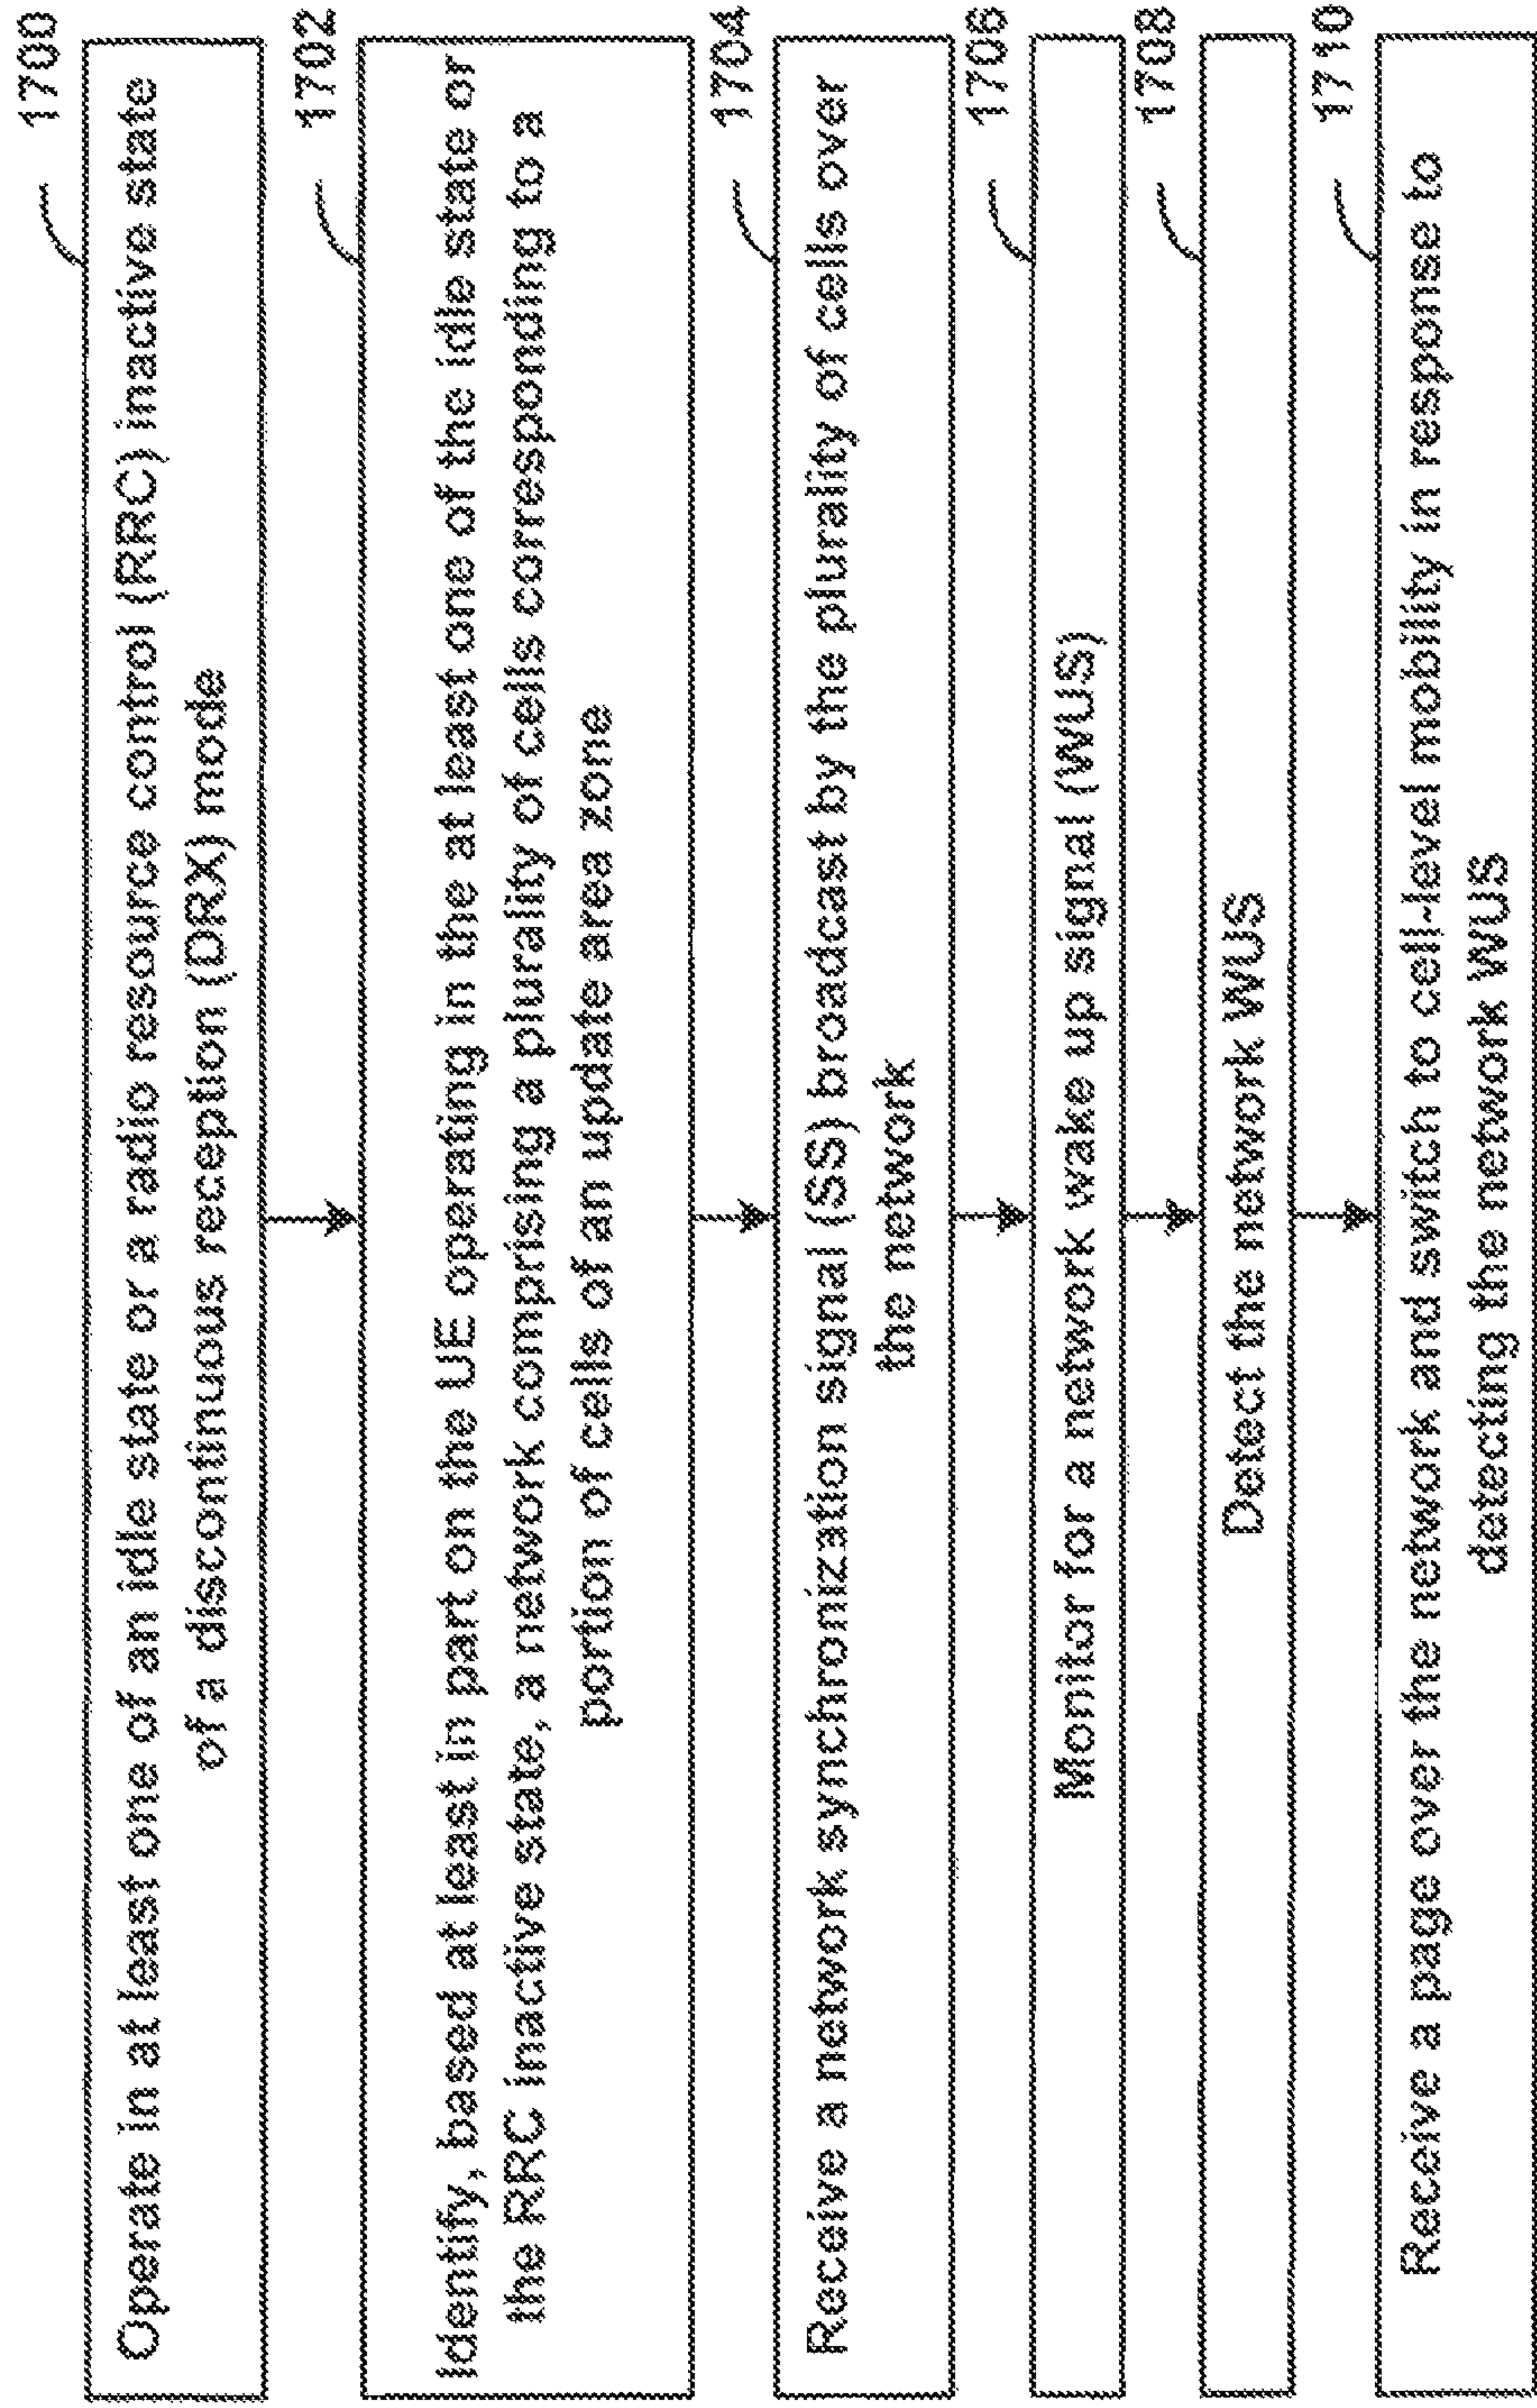 1700
Operate in at least one of an idle state or a radio resource control (RRC) inactive state
of a discontinuous reception (DRX) mode
1702
Identify, based at least in part on the UE operating in the at least one of the idle state or
the RRC inactive state, a network comprising a plurality of cells corresponding to a
portion of cells of an update area zone
1704
Receive a network synchronization signal (SS) broadcast by the plurality of cells over
the network
1706
Monitor for a network wake up signal (WUS)
1708
Detect the network WUS
1710
Receive a page over the network and switch to cell-level mobility in response to
detecting the network WUS